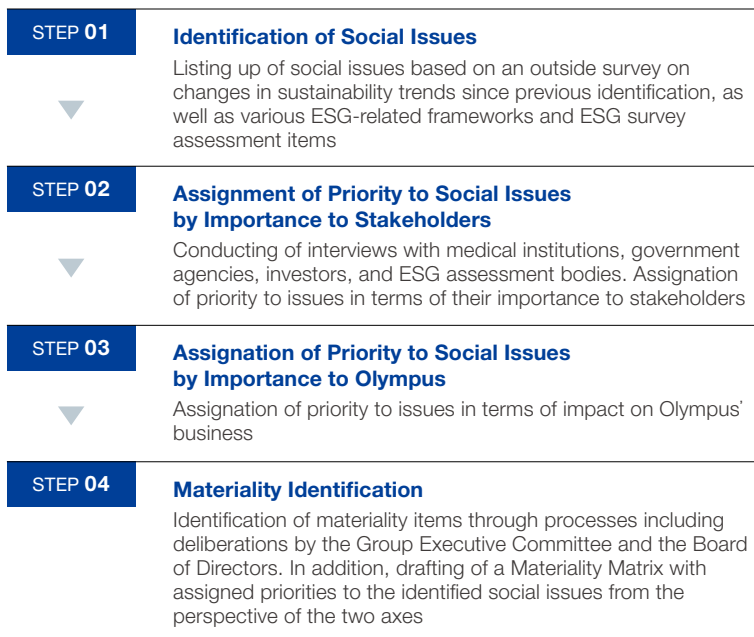 STEP 01
Identification of Social Issues
Listing up of social issues based on an outside survey on
changes in sustainability trends since previous identification, as
well as various ESG-related frameworks and ESG survey
assessment items
STEP 02
Assignment of Priority to Social Issues
by Importance to Stakeholders
Conducting of interviews with medical institutions, government
agencies, investors, and ESG assessment bodies. Assignation
of priority to issues in terms of their importance to stakeholders
STEP 03
Assignation of Priority to Social Issues
by Importance to Olympus
Assignation of priority to issues in terms of impact on Olympus'
business
STEP 04
Materiality Identification
Identification of materiality items through processes including
deliberations by the Group Executive Committee and the Board
of Directors. In addition, drafting of a Materiality Matrix with
assigned priorities to the identified social issues from the
perspective of the two axes